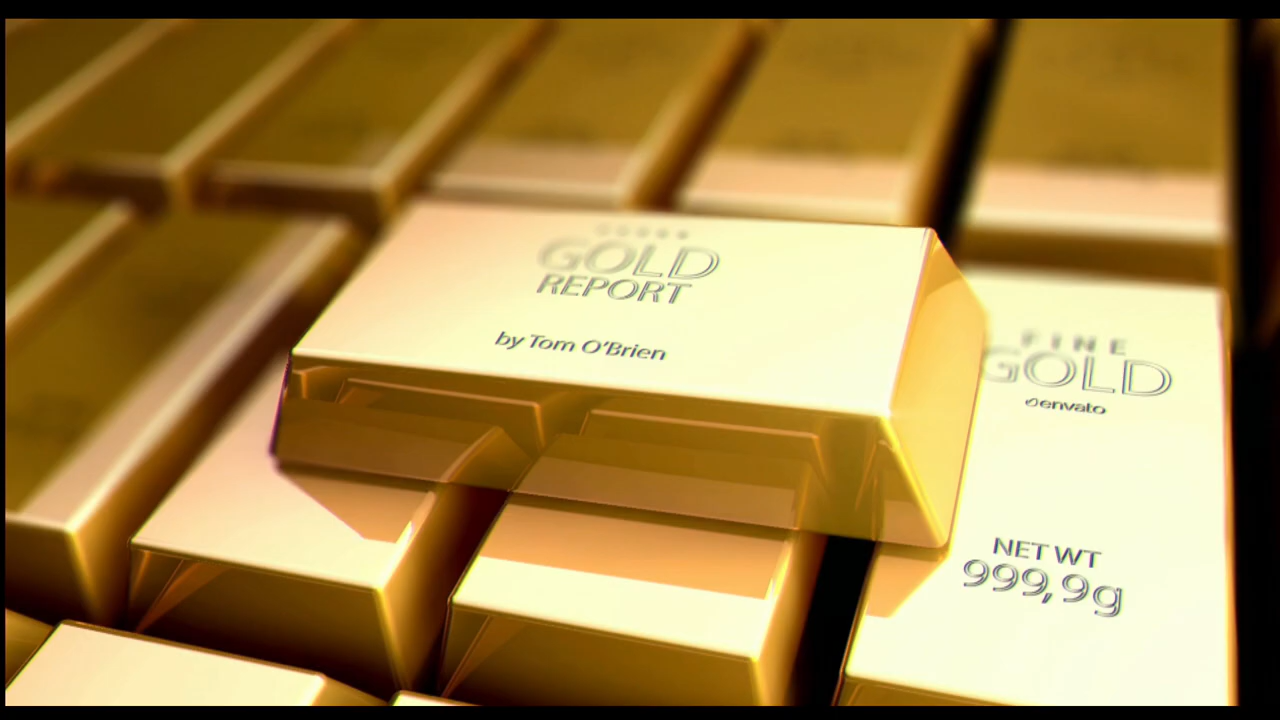 GOLD
REPORT
by Tom O'Brien
FINE
GOLD
envato
NET WT
999,9g